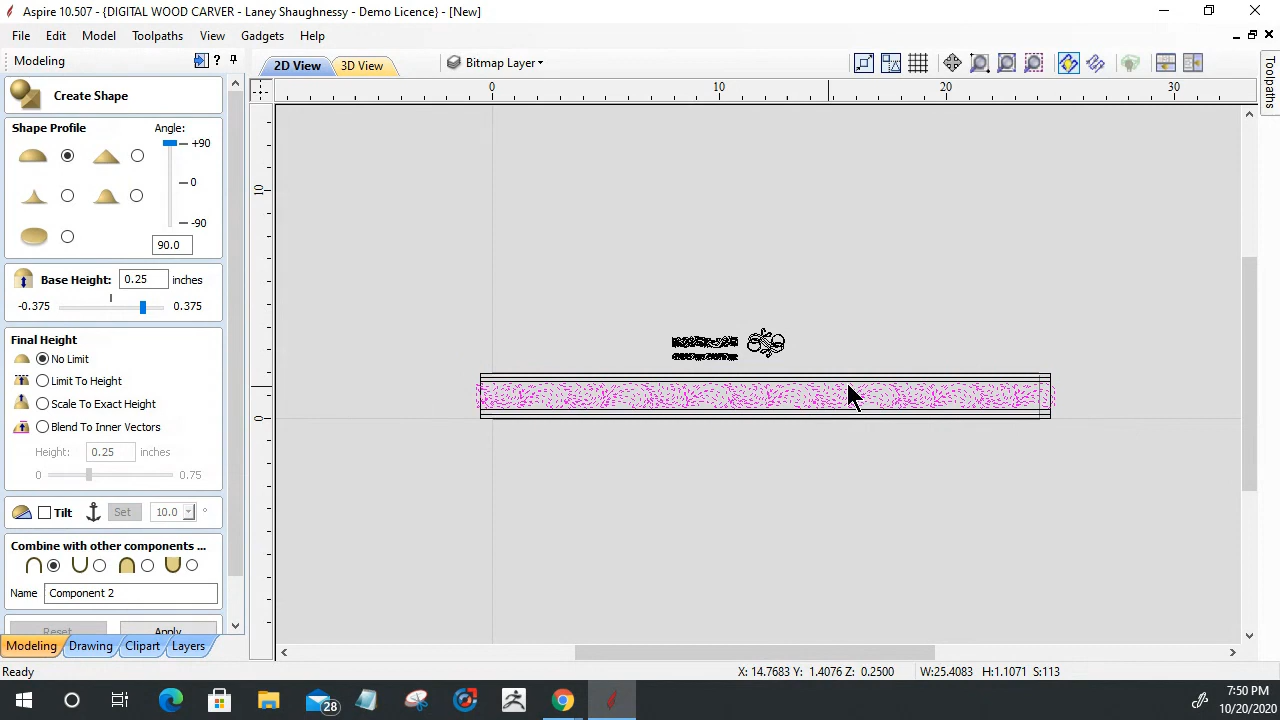 Aspire 10.507 - {DIGITAL WOOD CARVER - Laney Shaughnessy - Demo Licence} - [New]
File Edit Model Toolpaths View Gadgets Help
Modeling ?
2D View 3D View Bitmap Layer
Toolpaths
Create Shape
0 10 20 30
10
0
Shape Profile Angle:
+90
0
-90
90.0
Base Height: 0.25 inches
-0.375 0.375
Final Height
No Limit
Limit To Height
Scale To Exact Height
Blend To Inner Vectors
Height: 0.25 inches
0 0.75
Tilt Set 10.0 °
Combine with other components ...
Name Component 2
Reset Apply
Modeling Drawing Clipart Layers
Ready X: 14.7683 Y: 1.4076 Z: 0.2500 W:25.4083 H:1.1071 S:113
28
7:50 PM
10/20/2020